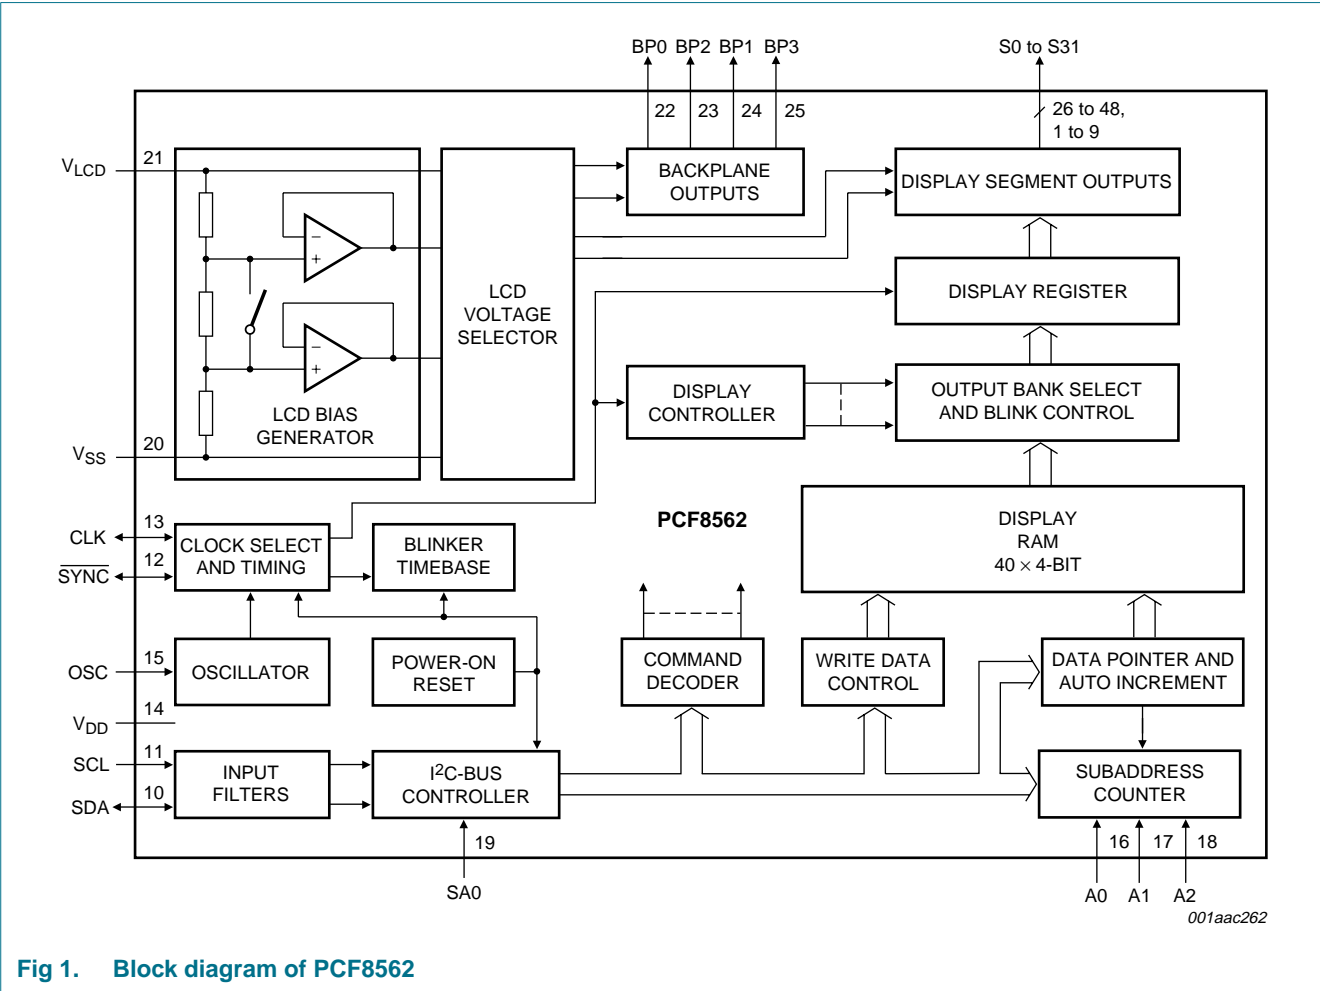 BP0 BP2 BP1 BP3
S0 to S31
22 23 24 25
26 to 48,
1 to 9
VLCD
21
BACKPLANE
OUTPUTS
DISPLAY SEGMENT OUTPUTS
−
+
LCD
VOLTAGE
SELECTOR
DISPLAY REGISTER
−
+
DISPLAY
CONTROLLER
OUTPUT BANK SELECT
AND BLINK CONTROL
LCD BIAS
GENERATOR
VSS
20
CLK
13
SYNC
12
CLOCK SELECT
AND TIMING
BLINKER
TIMEBASE
PCF8562
DISPLAY
RAM
40 × 4-BIT
OSC
15
OSCILLATOR
POWER-ON
RESET
COMMAND
DECODER
WRITE DATA
CONTROL
DATA POINTER AND
AUTO INCREMENT
VDD
14
SCL
11
SDA
10
INPUT
FILTERS
I2C-BUS
CONTROLLER
SUBADDRESS
COUNTER
19
16 17 18
SA0
A0 A1 A2
001aac262
Fig 1. Block diagram of PCF8562